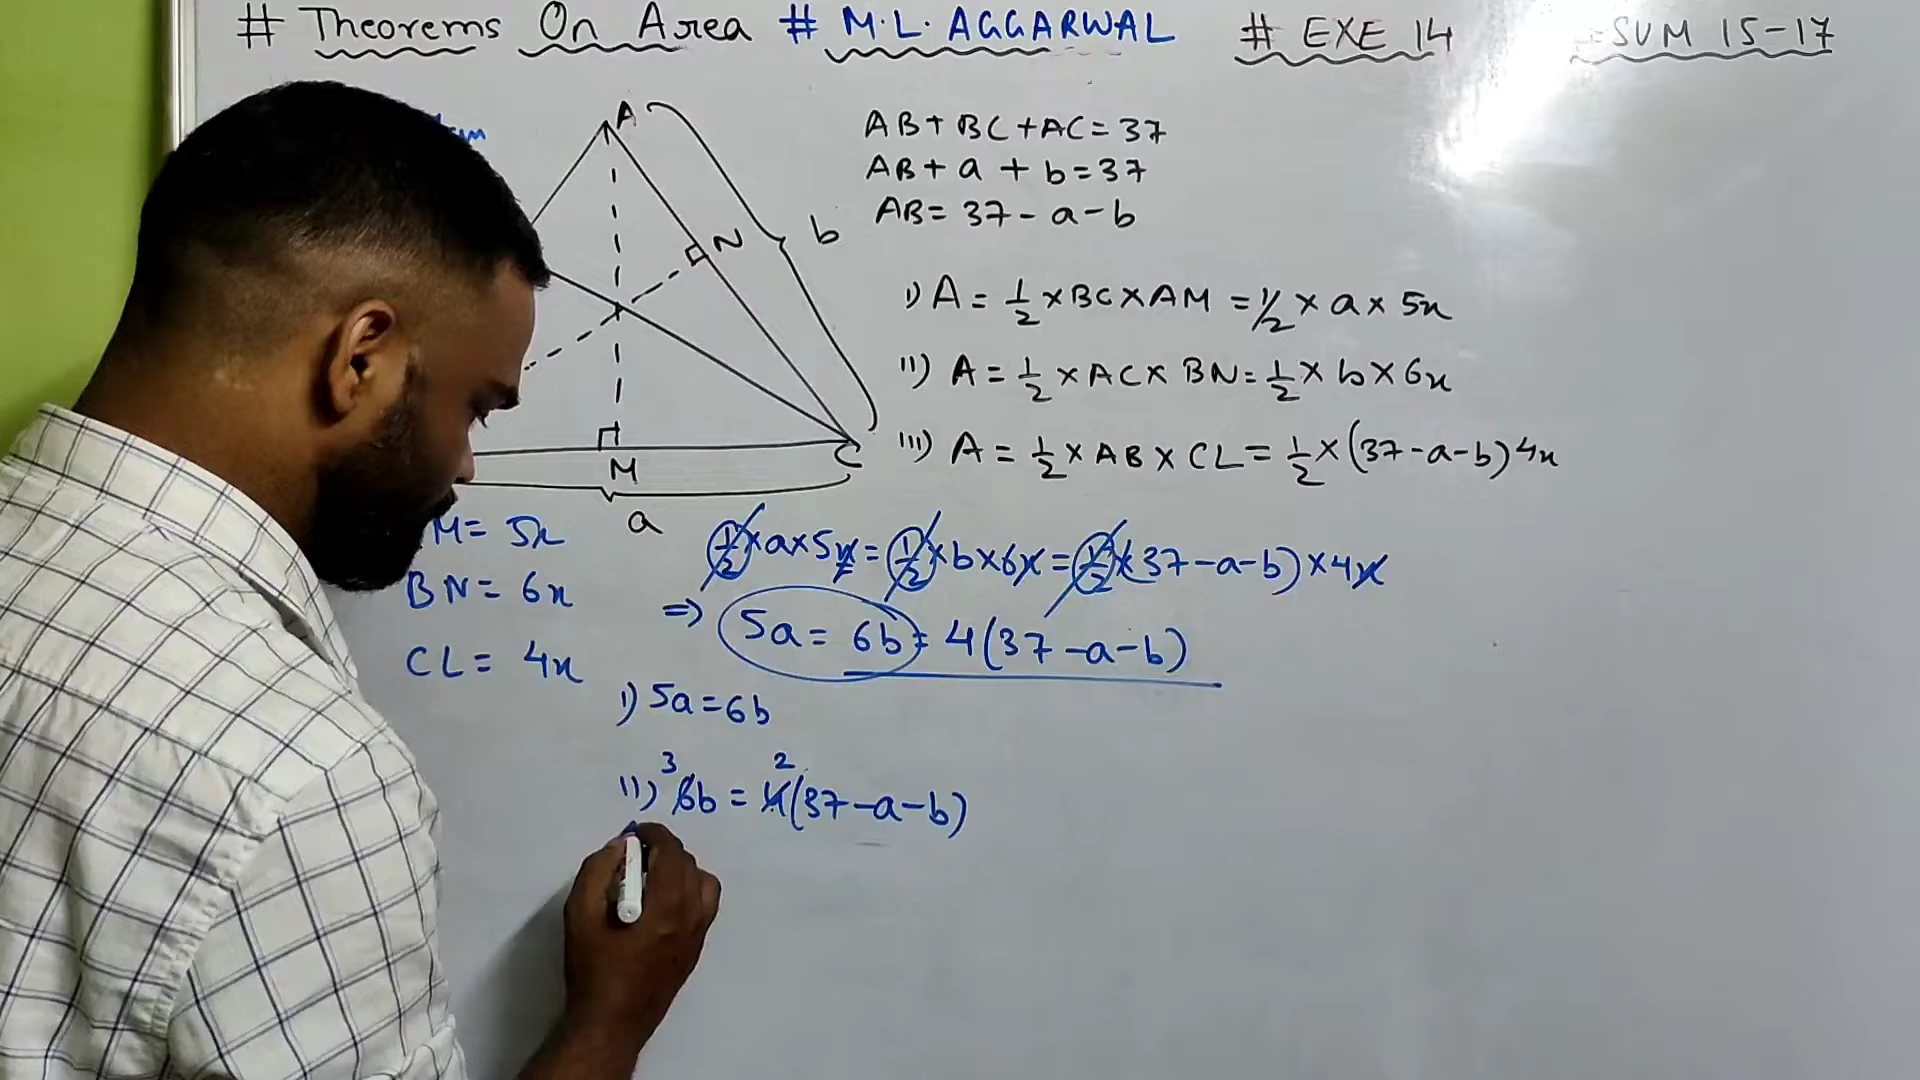 # Theorems On Area # M.L. AGGARWAL # EXE 14 SUM 15-17
A
N
b
M
C
a
AB + BC + AC = 37
AB + a + b = 37
AB = 37 - a - b
i) A = 1/2 × BC × AM = 1/2 × a × 5x
ii) A = 1/2 × AC × BN = 1/2 × b × 6x
iii) A = 1/2 × AB × CL = 1/2 × (37-a-b) 4x
M = 5x
BN = 6x
CL = 4x
1/2 × a × 5x = 1/2 × b × 6x = 1/2 × (37-a-b) × 4x
⇒ 5a = 6b = 4(37-a-b)
i) 5a = 6b
3 2
ii) 6b = 4(37-a-b)